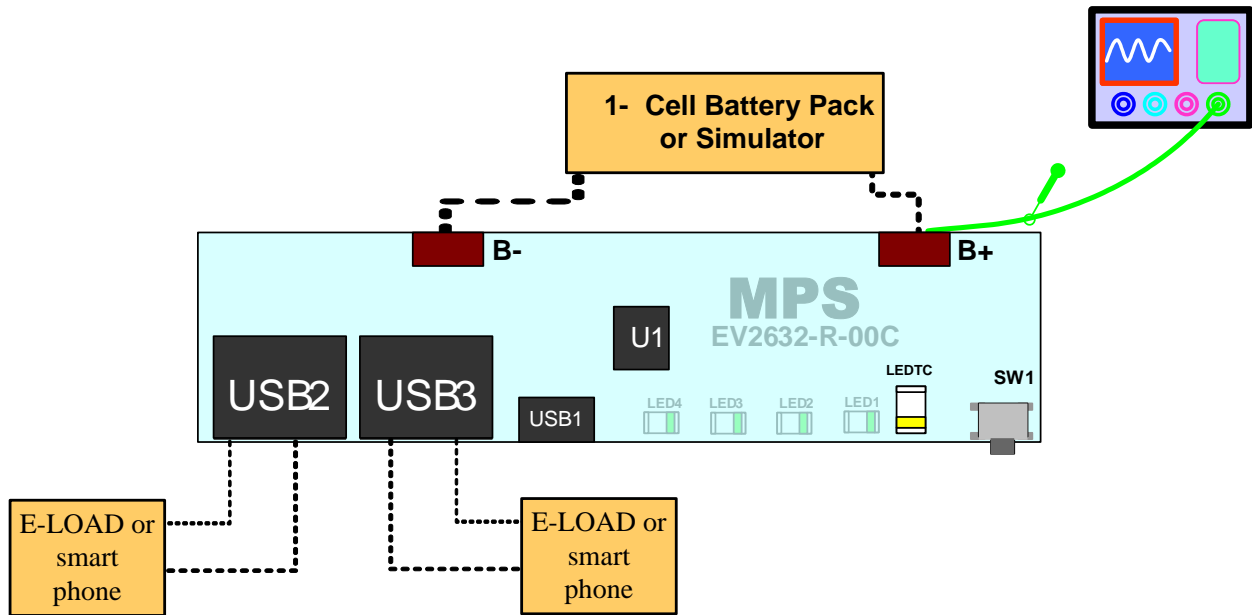 1- Cell Battery Pack
or Simulator
B-
B+
MPS
EV2632-R-00C
U1
USB2
USB3
USB1
LED4
LED3
LED2
LED1
LEDTC
SW1
E-LOAD or
smart
phone
E-LOAD or
smart
phone